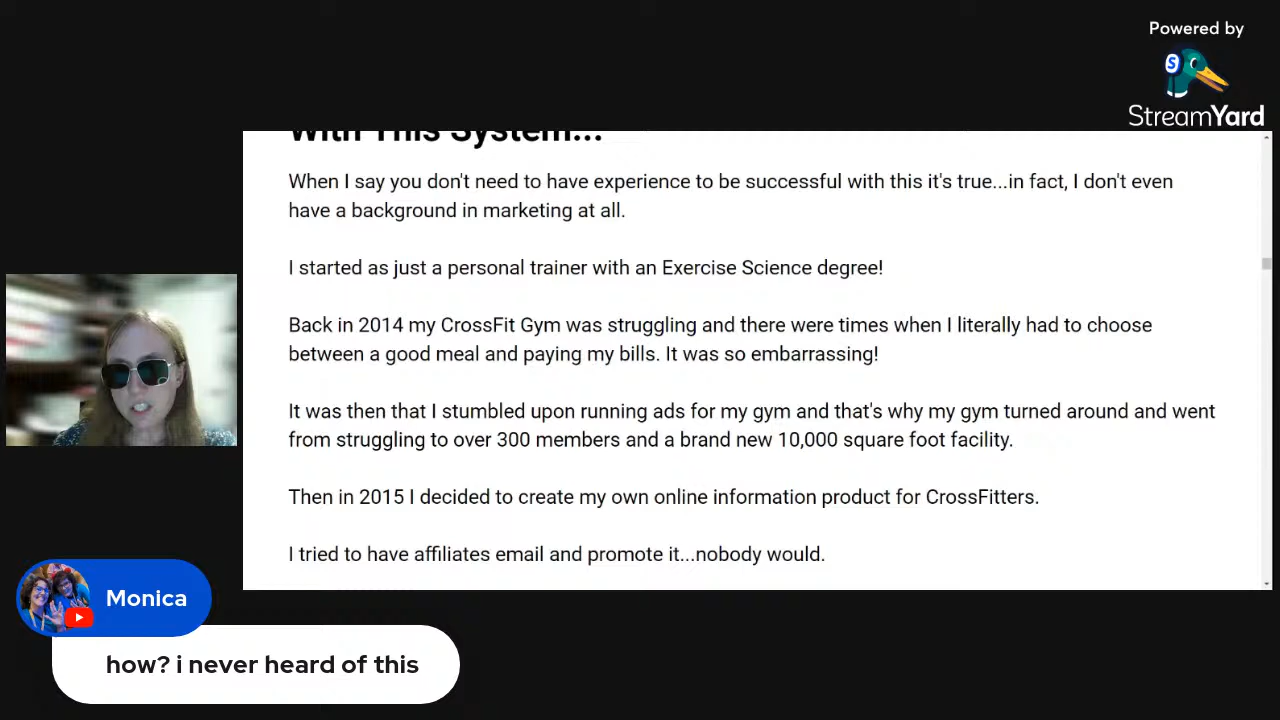 Powered by
StreamYard
With This System...
When I say you don't need to have experience to be successful with this it's true...in fact, I don't even
have a background in marketing at all.
I started as just a personal trainer with an Exercise Science degree!
Back in 2014 my CrossFit Gym was struggling and there were times when I literally had to choose
between a good meal and paying my bills. It was so embarrassing!
It was then that I stumbled upon running ads for my gym and that's why my gym turned around and went
from struggling to over 300 members and a brand new 10,000 square foot facility.
Then in 2015 I decided to create my own online information product for CrossFitters.
I tried to have affiliates email and promote it...nobody would.
Monica
how? i never heard of this